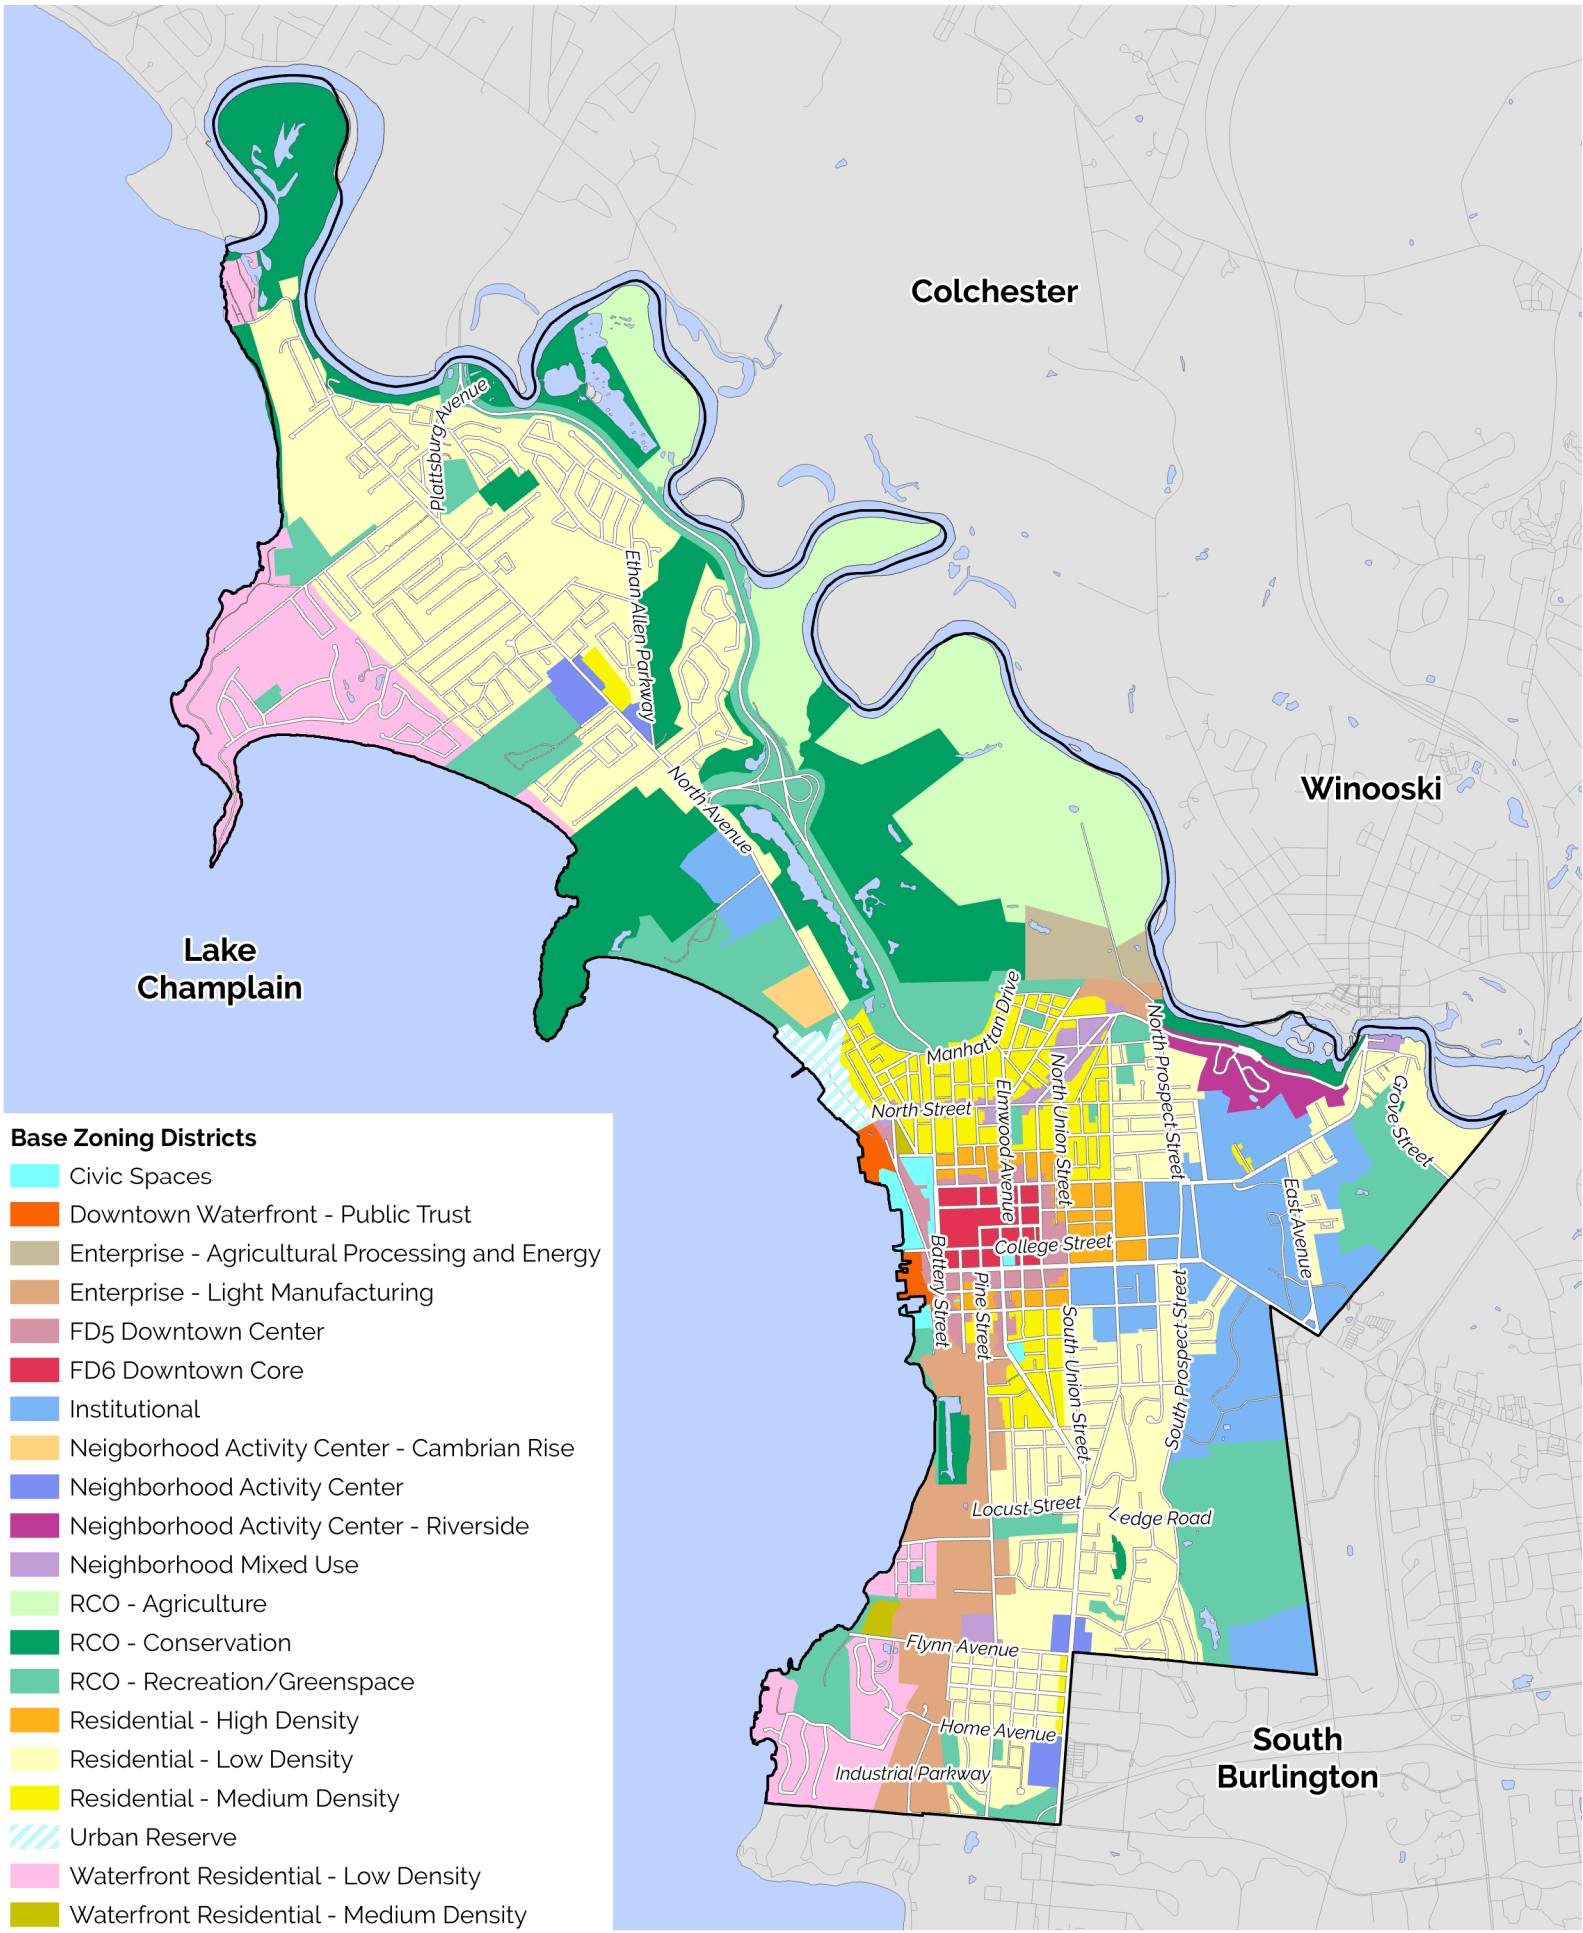 Colchester
Winooski
Lake
Champlain
South
Burlington
Plattsburg Avenue
Ethan Allen Parkway
North Avenue
Manhattan Drive
North Street
Elmwood Avenue
North Union Street
North Prospect Street
Grove Street
East Avenue
College Street
Battery Street
Pine Street
South Union Street
South Prospect Street
Locust Street
Ledge Road
Flynn Avenue
Home Avenue
Industrial Parkway
Base Zoning Districts
Civic Spaces
Downtown Waterfront - Public Trust
Enterprise - Agricultural Processing and Energy
Enterprise - Light Manufacturing
FD5 Downtown Center
FD6 Downtown Core
Institutional
Neigborhood Activity Center - Cambrian Rise
Neighborhood Activity Center
Neighborhood Activity Center - Riverside
Neighborhood Mixed Use
RCO - Agriculture
RCO - Conservation
RCO - Recreation/Greenspace
Residential - High Density
Residential - Low Density
Residential - Medium Density
Urban Reserve
Waterfront Residential - Low Density
Waterfront Residential - Medium Density